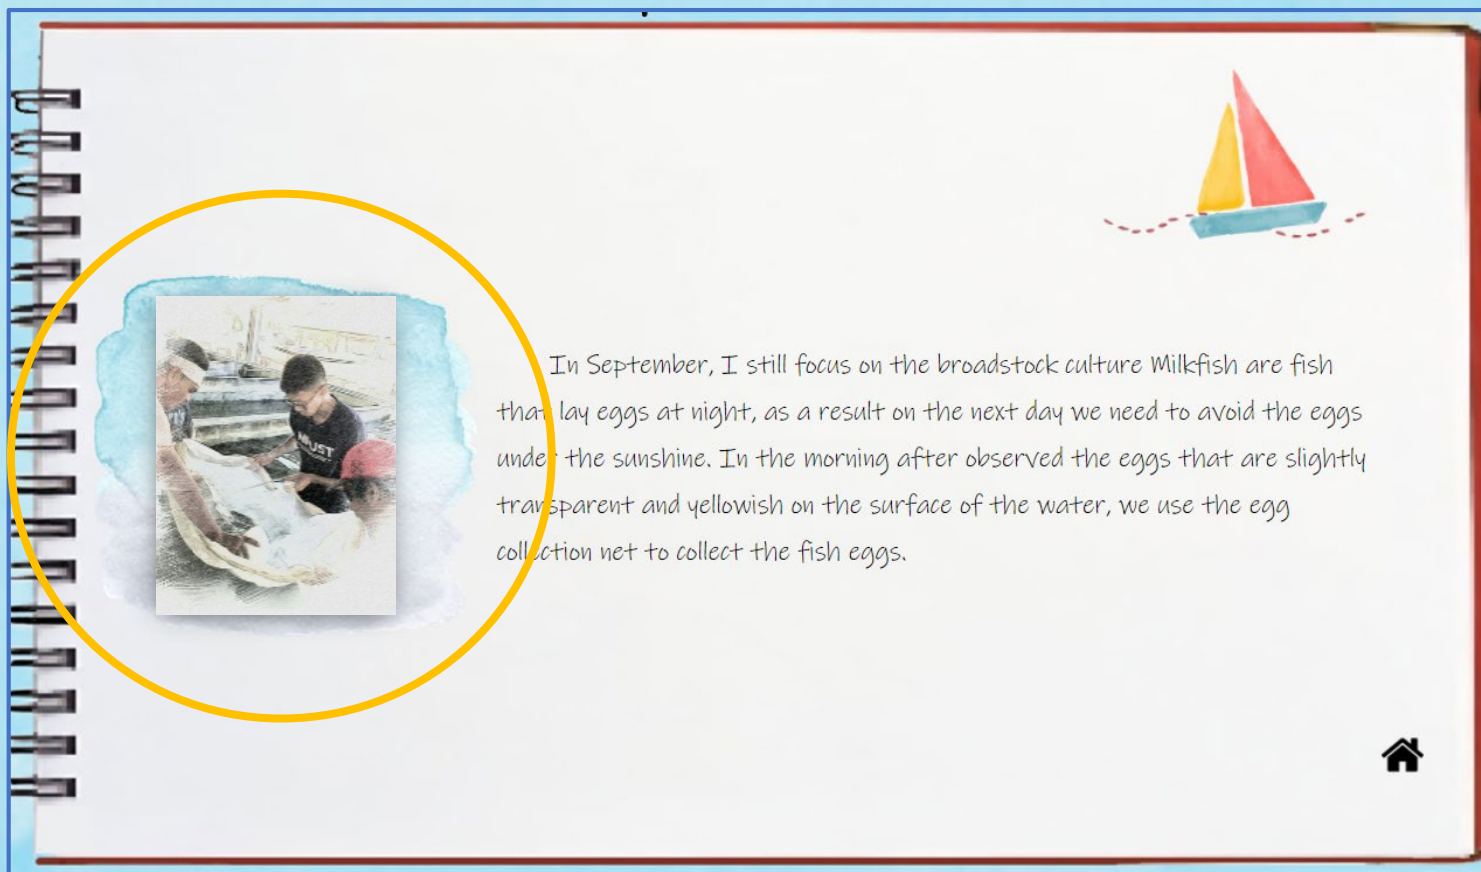 In September, I still focus on the broadstock culture Milkfish are fish
that lay eggs at night, as a result on the next day we need to avoid the eggs
under the sunshine. In the morning after observed the eggs that are slightly
transparent and yellowish on the surface of the water, we use the egg
collection net to collect the fish eggs.